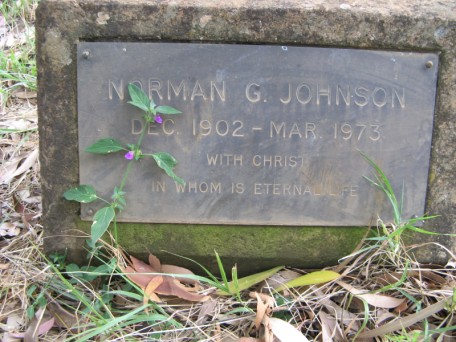 NORMAN G. JOHNSON
DEC. 1902 - MAR. 1973
WITH CHRIST
IN WHOM IS ETERNAL LIFE